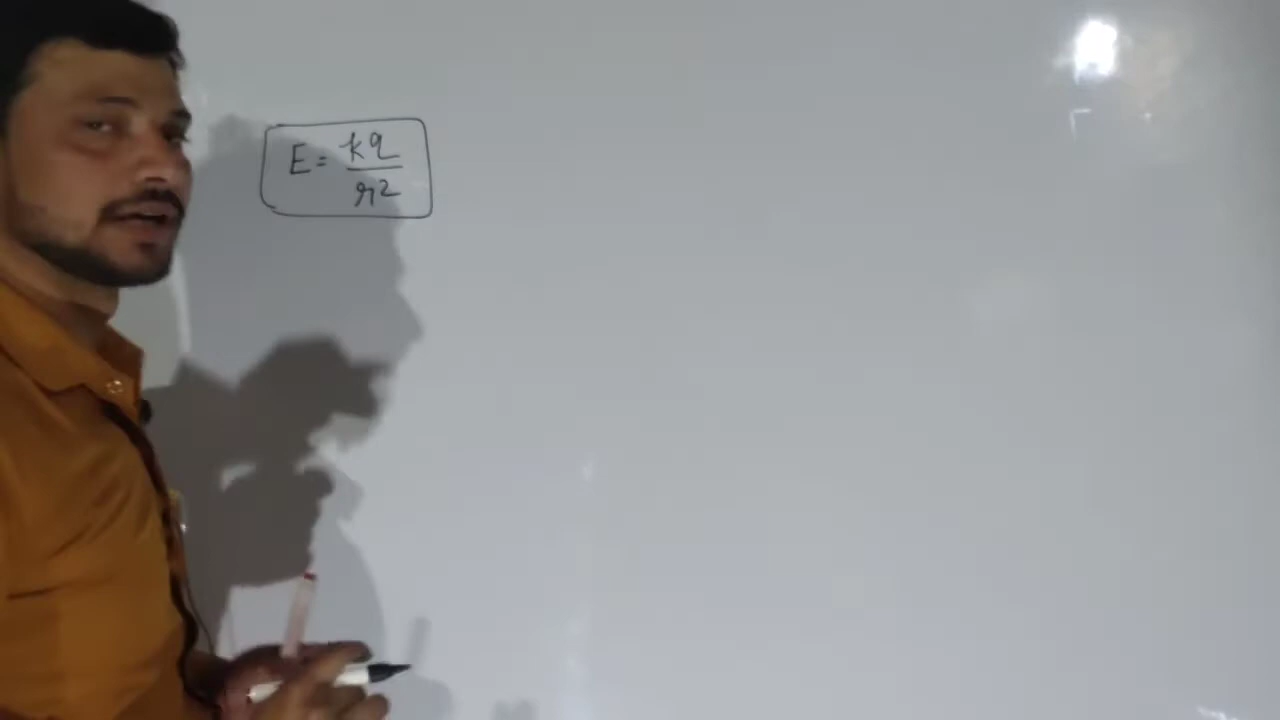 E = kq / r²